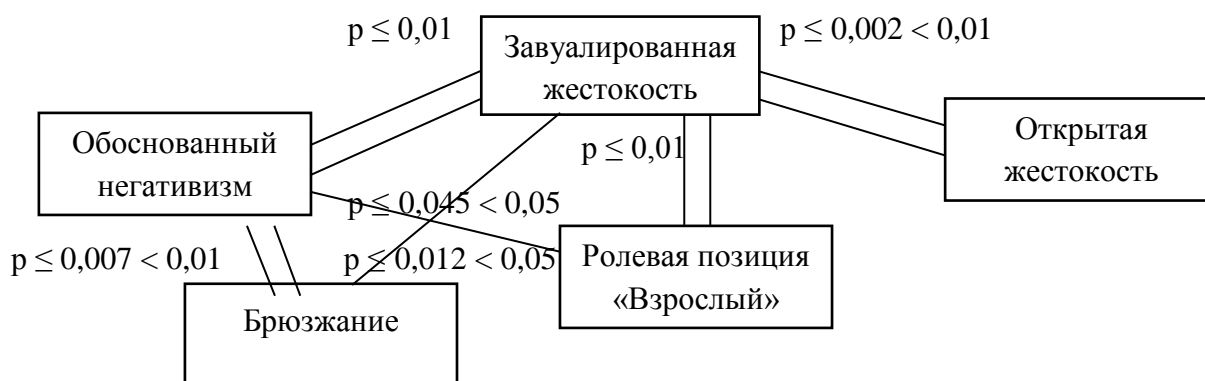 p ≤ 0,01
Завуалированная
жестокость
p ≤ 0,002 < 0,01
Обоснованный
негативизм
p ≤ 0,01
Открытая
жестокость
p ≤ 0,045 < 0,05
p ≤ 0,007 < 0,01
p ≤ 0,012 < 0,05
Ролевая позиция
«Взрослый»
Брюзжание